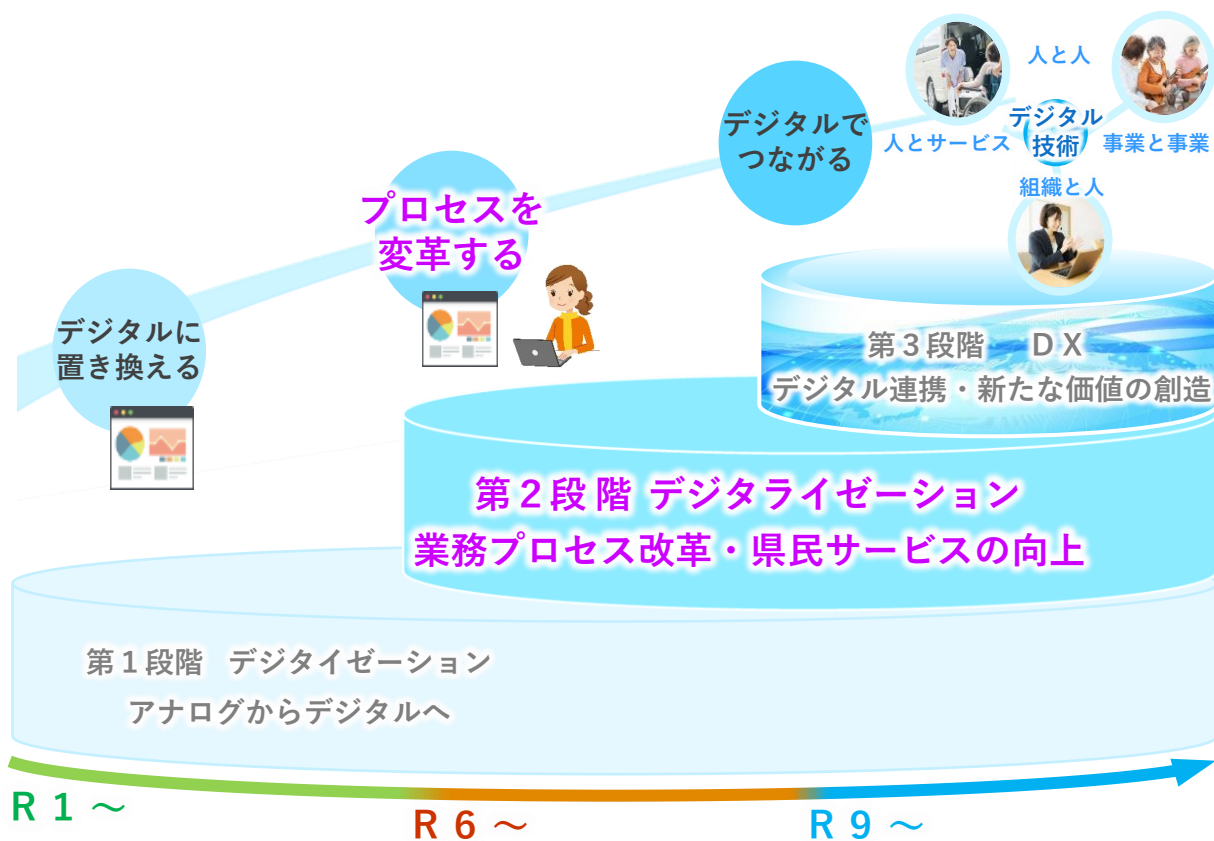 人と人
デジタルで
つながる
デジタル
技術
人とサービス
事業と事業
組織と人
プロセスを
変革する
デジタルに
置き換える
第３段階　ＤＸ
デジタル連携・新たな価値の創造
第２段階 デジタライゼーション
業務プロセス改革・県民サービスの向上
第１段階　デジタイゼーション
アナログからデジタルへ
Ｒ１～
Ｒ６～
Ｒ９～